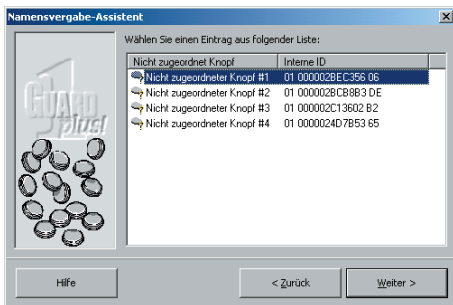 Namensvergabe-Assistent
Wählen Sie einen Eintrag aus folgender Liste:
Nicht zugeordnet Knopf Interne ID
Nicht zugeordneter Knopf #1 01 000002BEC356 06
Nicht zugeordneter Knopf #2 01 000002BCB8B3 DE
Nicht zugeordneter Knopf #3 01 000002C13602 B2
Nicht zugeordneter Knopf #4 01 0000024D7B53 65
GUARD
plus!
Hilfe < Zurück Weiter >